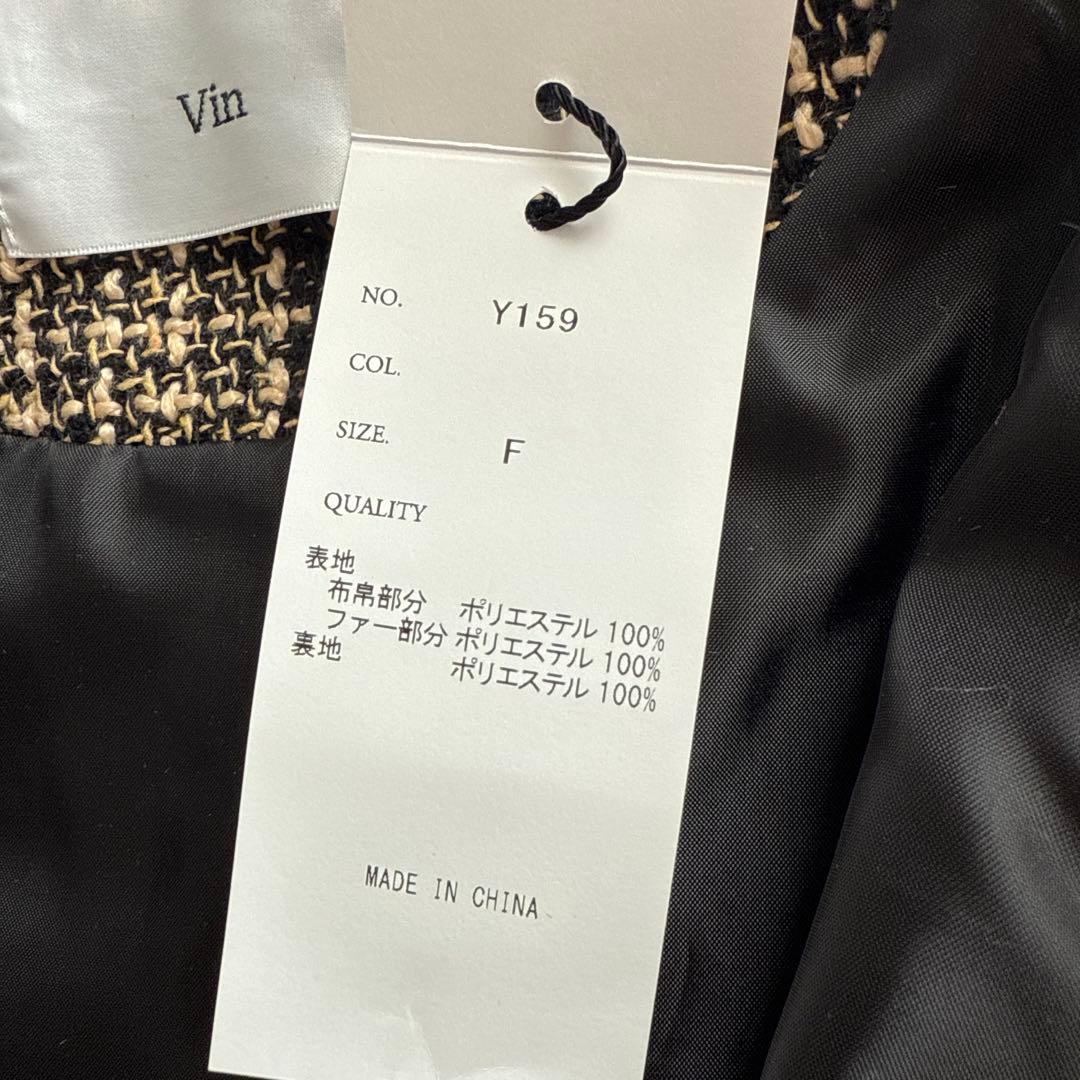 Vin
NO. Y159
COL.
SIZE. F
QUALITY
表地
布帛部分 ポリエステル 100%
ファー部分 ポリエステル 100%
裏地 ポリエステル 100%
MADE IN CHINA